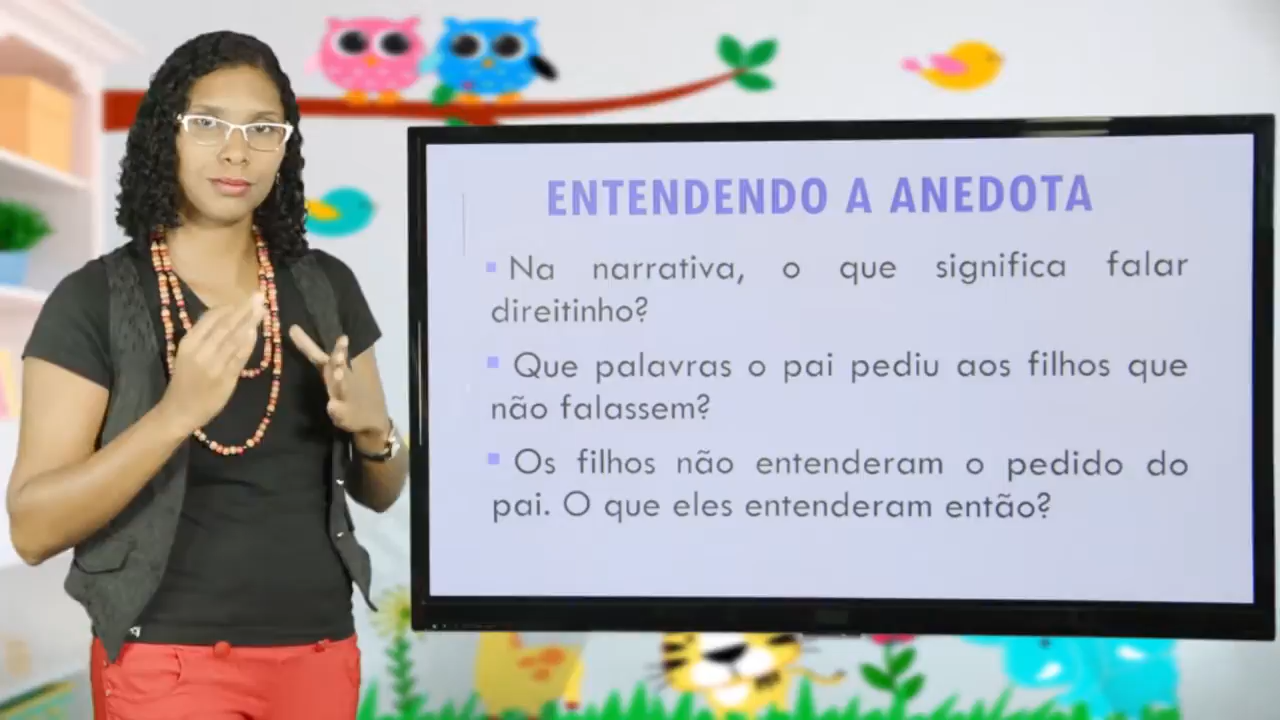 ENTENDENDO A ANEDOTA
Na narrativa, o que significa falar
direitinho?
Que palavras o pai pediu aos filhos que
não falassem?
Os filhos não entenderam o pedido do
pai. O que eles entenderam então?